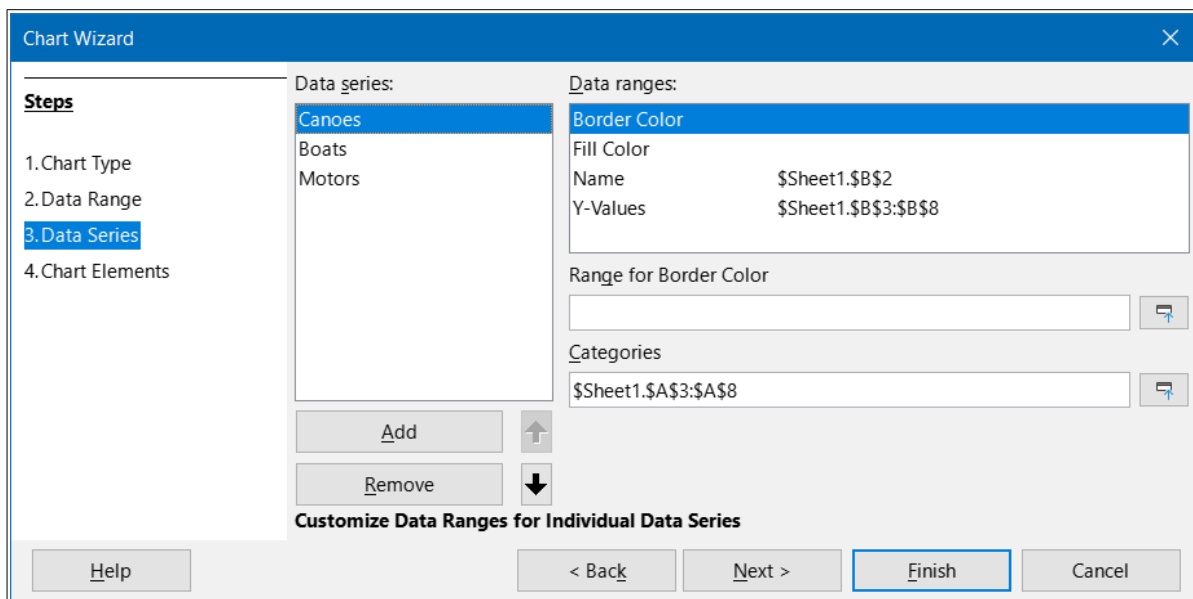 Chart Wizard
Steps
1.Chart Type
2.Data Range
3.Data Series
4.Chart Elements
Data series:
Canoes
Boats
Motors
Add
Remove
Data ranges:
Border Color
Fill Color
Name $Sheet1.$B$2
Y-Values $Sheet1.$B$3:$B$8
Range for Border Color
Categories
$Sheet1.$A$3:$A$8
Customize Data Ranges for Individual Data Series
Help < Back Next > Finish Cancel